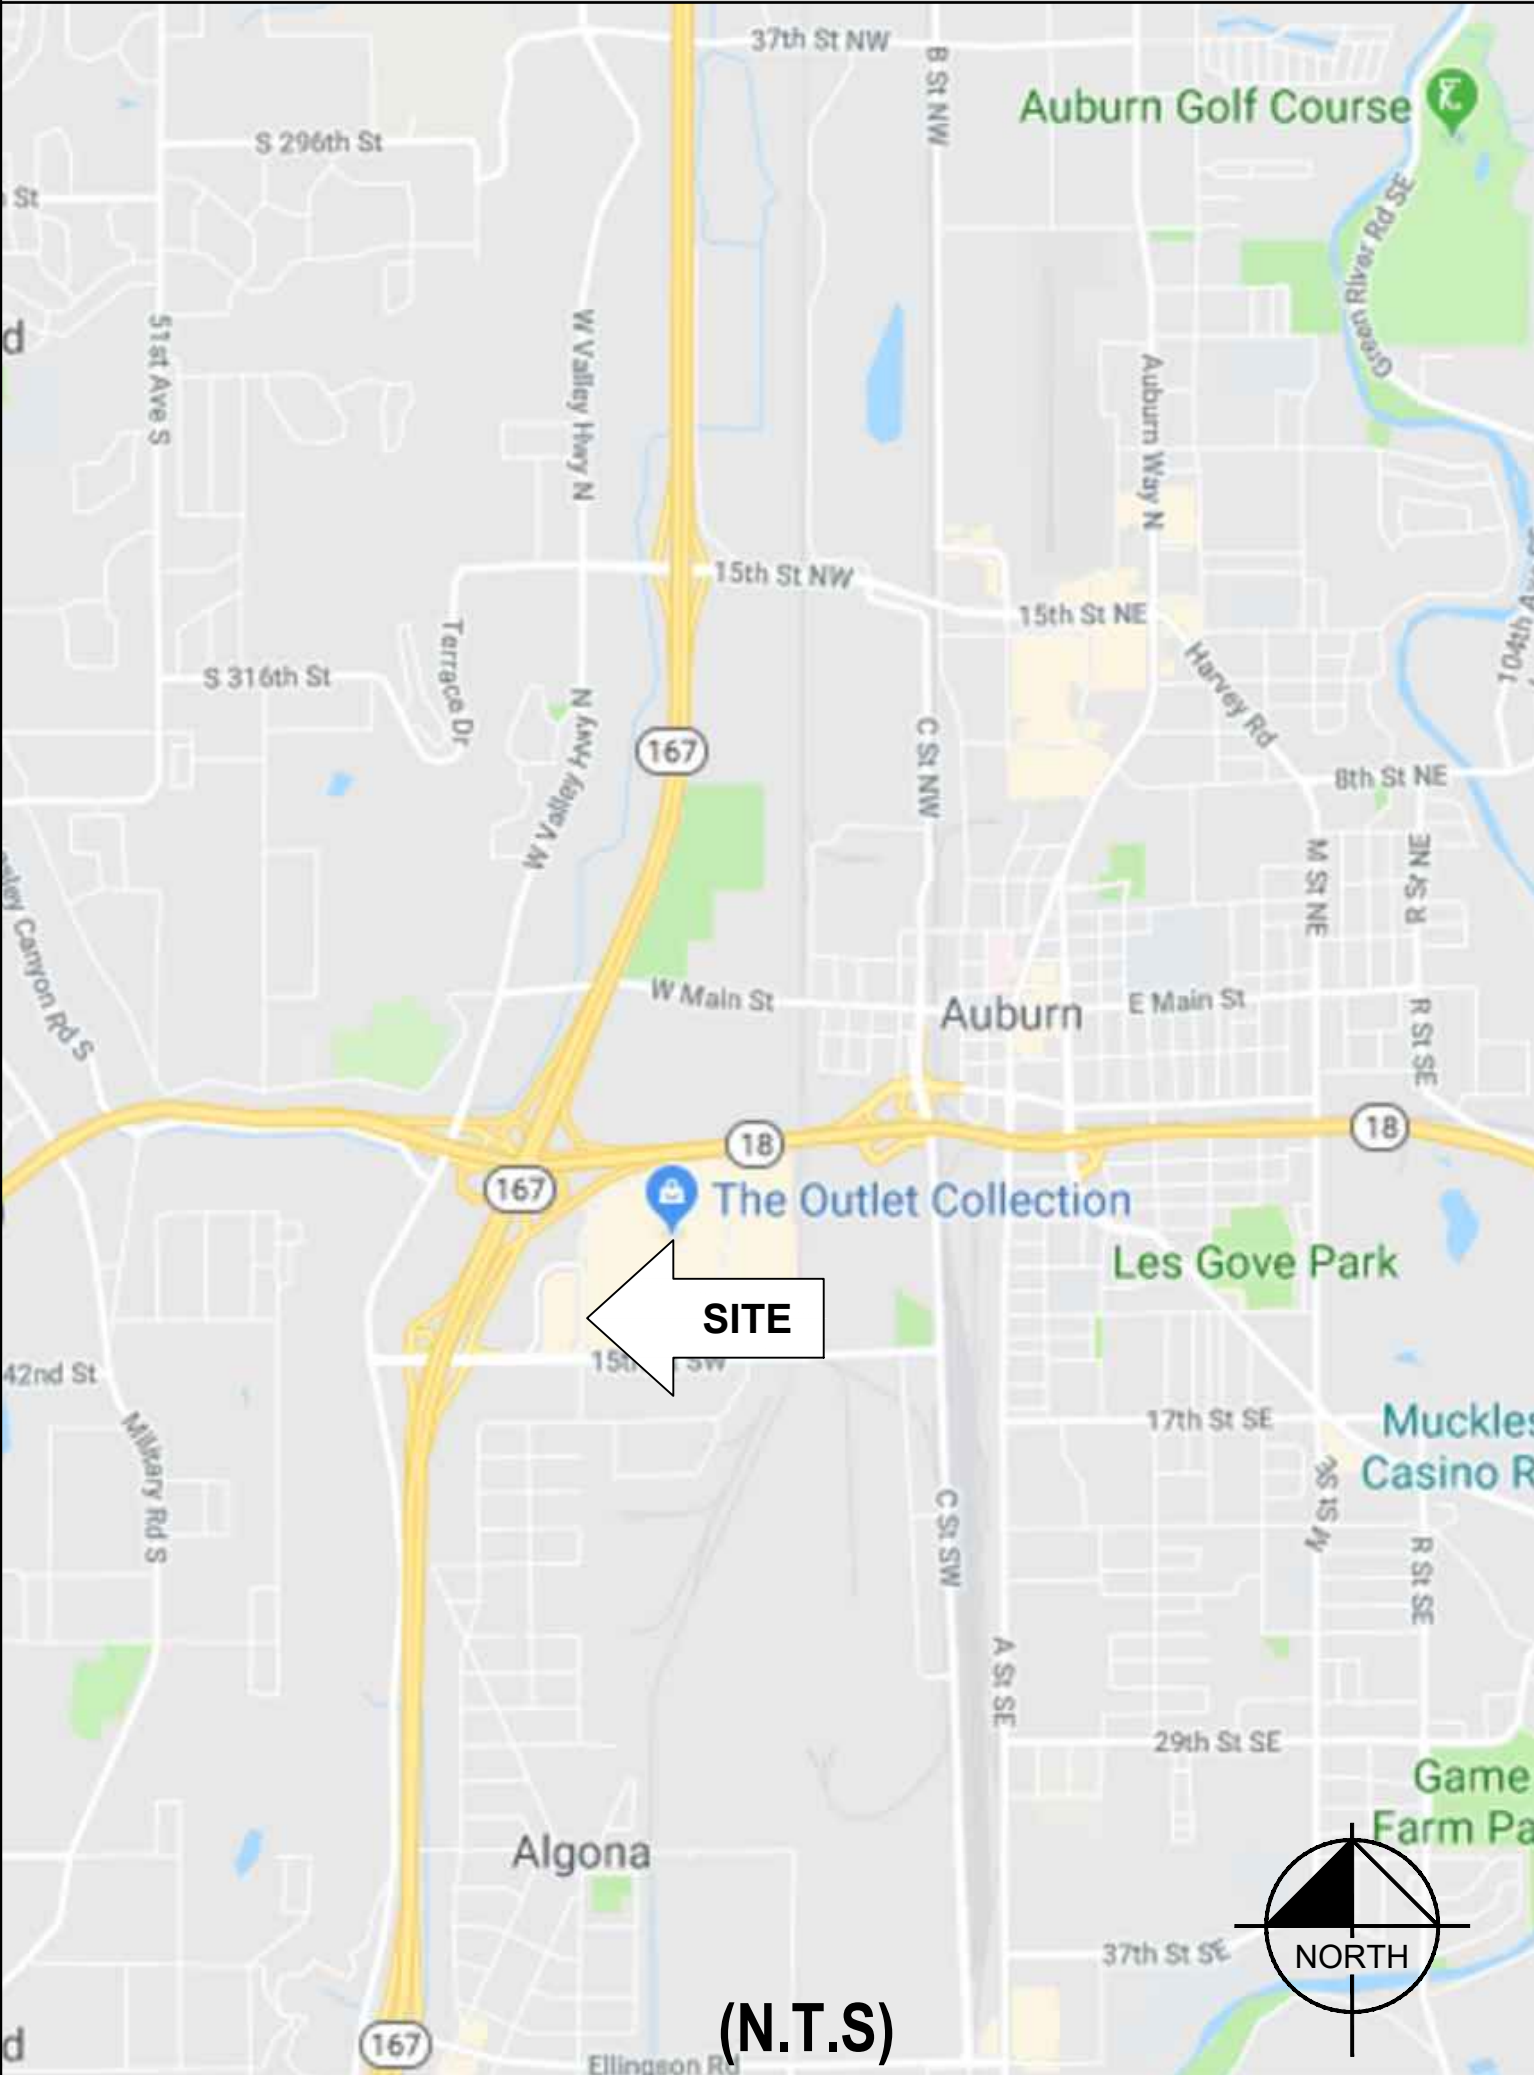 37th St NW
B St NW
Auburn Golf Course
S 296th St
St
Green River Rd SE
d
51st Ave S
W Valley Hwy N
Auburn Way N
15th St NW
15th St NE
104th
Terrace Dr
S 316th St
Harvey Rd
W Valley Hwy N
167
C St NW
8th St NE
M St NE
R St NE
Canyon Rd S
W Main St
Auburn
E Main St
R St SE
18
18
167
The Outlet Collection
Les Gove Park
SITE
15th St SW
42nd St
Military Rd S
17th St SE
Muckles
Casino R
M St SE
C St SW
R St SE
A St SE
29th St SE
Game
Farm Pa
Algona
37th St SE
NORTH
(N.T.S)
d
167
Ellingson Rd